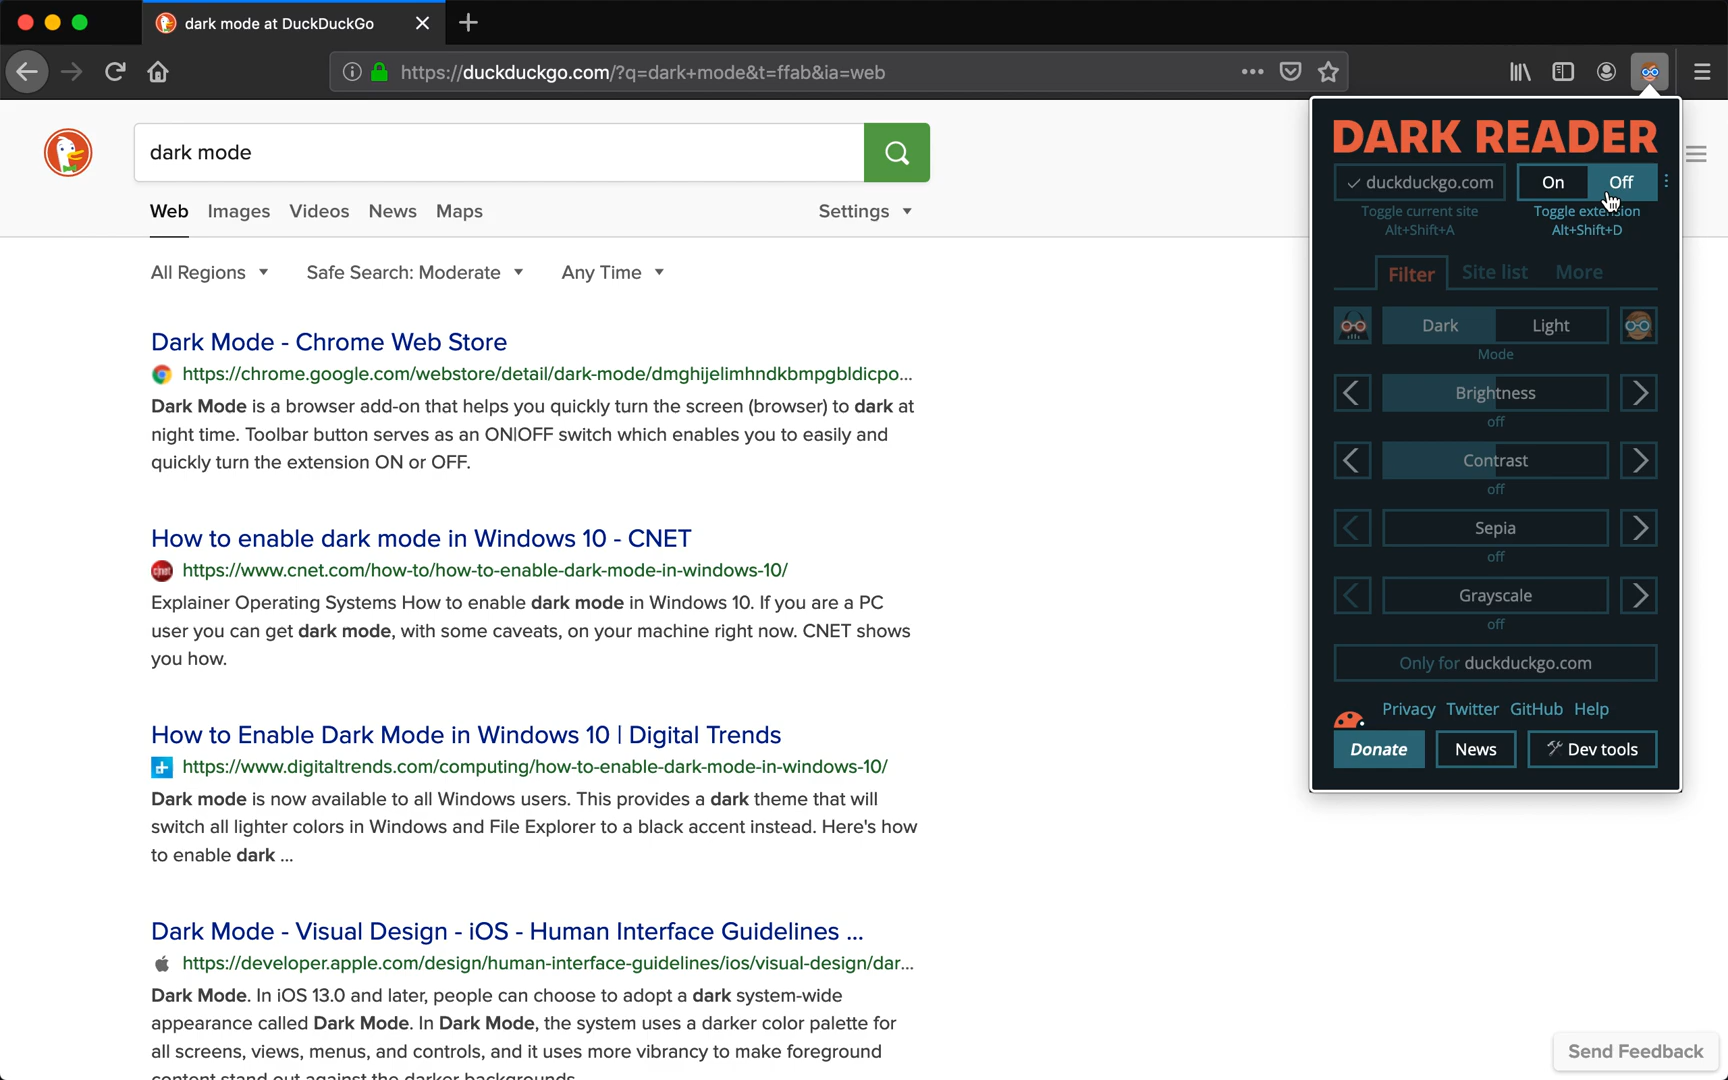 dark mode at DuckDuckGo
https://duckduckgo.com/?q=dark+mode&t=ffab&ia=web
dark mode
Web Images Videos News Maps Settings
All Regions Safe Search: Moderate Any Time
Dark Mode - Chrome Web Store
https://chrome.google.com/webstore/detail/dark-mode/dmghijelimhndkbmpgbldicpo...
Dark Mode is a browser add-on that helps you quickly turn the screen (browser) to dark at
night time. Toolbar button serves as an ON|OFF switch which enables you to easily and
quickly turn the extension ON or OFF.
How to enable dark mode in Windows 10 - CNET
c|net
https://www.cnet.com/how-to/how-to-enable-dark-mode-in-windows-10/
Explainer Operating Systems How to enable dark mode in Windows 10. If you are a PC
user you can get dark mode, with some caveats, on your machine right now. CNET shows
you how.
How to Enable Dark Mode in Windows 10 | Digital Trends
https://www.digitaltrends.com/computing/how-to-enable-dark-mode-in-windows-10/
Dark mode is now available to all Windows users. This provides a dark theme that will
switch all lighter colors in Windows and File Explorer to a black accent instead. Here's how
to enable dark ...
Dark Mode - Visual Design - iOS - Human Interface Guidelines ...
https://developer.apple.com/design/human-interface-guidelines/ios/visual-design/dar...
Dark Mode. In iOS 13.0 and later, people can choose to adopt a dark system-wide
appearance called Dark Mode. In Dark Mode, the system uses a darker color palette for
all screens, views, menus, and controls, and it uses more vibrancy to make foreground
content stand out against the darker backgrounds.
DARK READER
duckduckgo.com On Off
Toggle current site Toggle extension
Alt+Shift+A Alt+Shift+D
Filter Site list More
Dark Light
Mode
Brightness
off
Contrast
off
Sepia
off
Grayscale
off
Only for duckduckgo.com
Privacy Twitter GitHub Help
Donate News Dev tools
Send Feedback